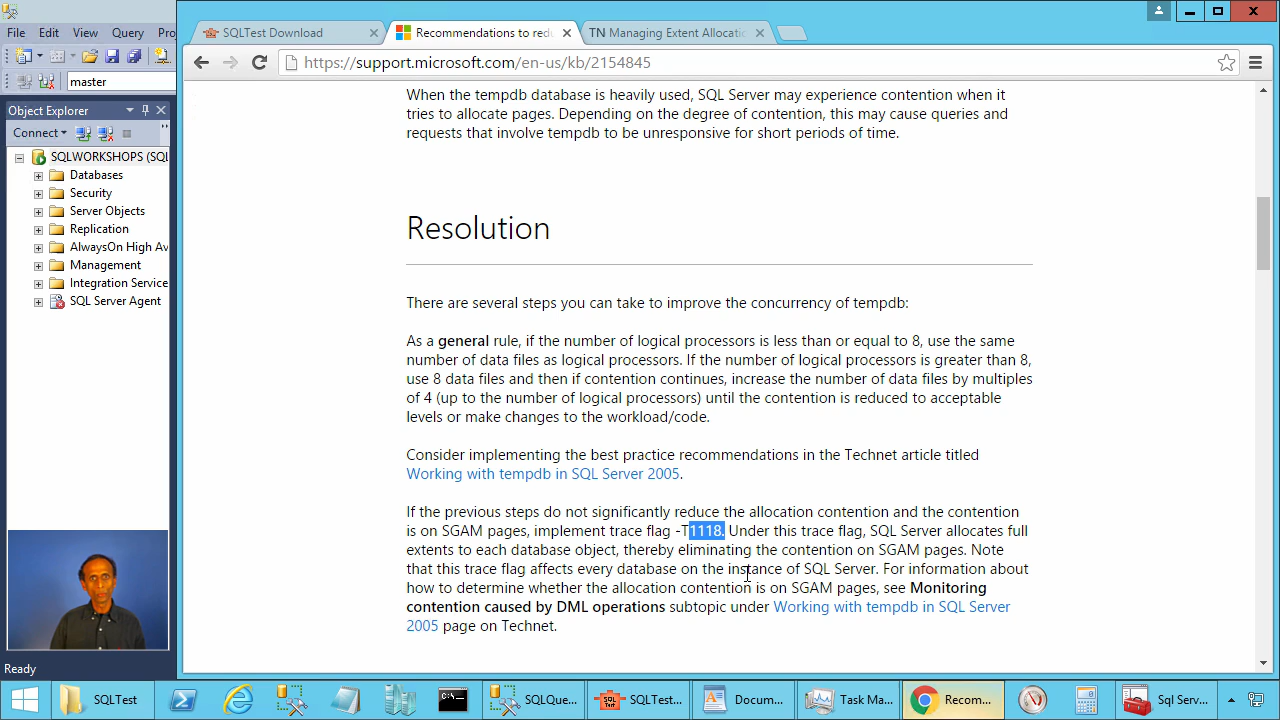 SQLTest Download
Recommendations to redu
TN Managing Extent Allocati
File Edit View Query Pro
https://support.microsoft.com/en-us/kb/2154845
master
Object Explorer
Connect
SQLWORKSHOPS (SQL
Databases
Security
Server Objects
Replication
AlwaysOn High Av
Management
Integration Service
SQL Server Agent
When the tempdb database is heavily used, SQL Server may experience contention when it
tries to allocate pages. Depending on the degree of contention, this may cause queries and
requests that involve tempdb to be unresponsive for short periods of time.
Resolution
There are several steps you can take to improve the concurrency of tempdb:
As a general rule, if the number of logical processors is less than or equal to 8, use the same
number of data files as logical processors. If the number of logical processors is greater than 8,
use 8 data files and then if contention continues, increase the number of data files by multiples
of 4 (up to the number of logical processors) until the contention is reduced to acceptable
levels or make changes to the workload/code.
Consider implementing the best practice recommendations in the Technet article titled
Working with tempdb in SQL Server 2005.
If the previous steps do not significantly reduce the allocation contention and the contention
is on SGAM pages, implement trace flag -T1118. Under this trace flag, SQL Server allocates full
extents to each database object, thereby eliminating the contention on SGAM pages. Note
that this trace flag affects every database on the instance of SQL Server. For information about
how to determine whether the allocation contention is on SGAM pages, see Monitoring
contention caused by DML operations subtopic under Working with tempdb in SQL Server
2005 page on Technet.
Ready
SQLTest
SQLQue...
SQLTest...
Docum...
Task Ma...
Recom...
Sql Serv...